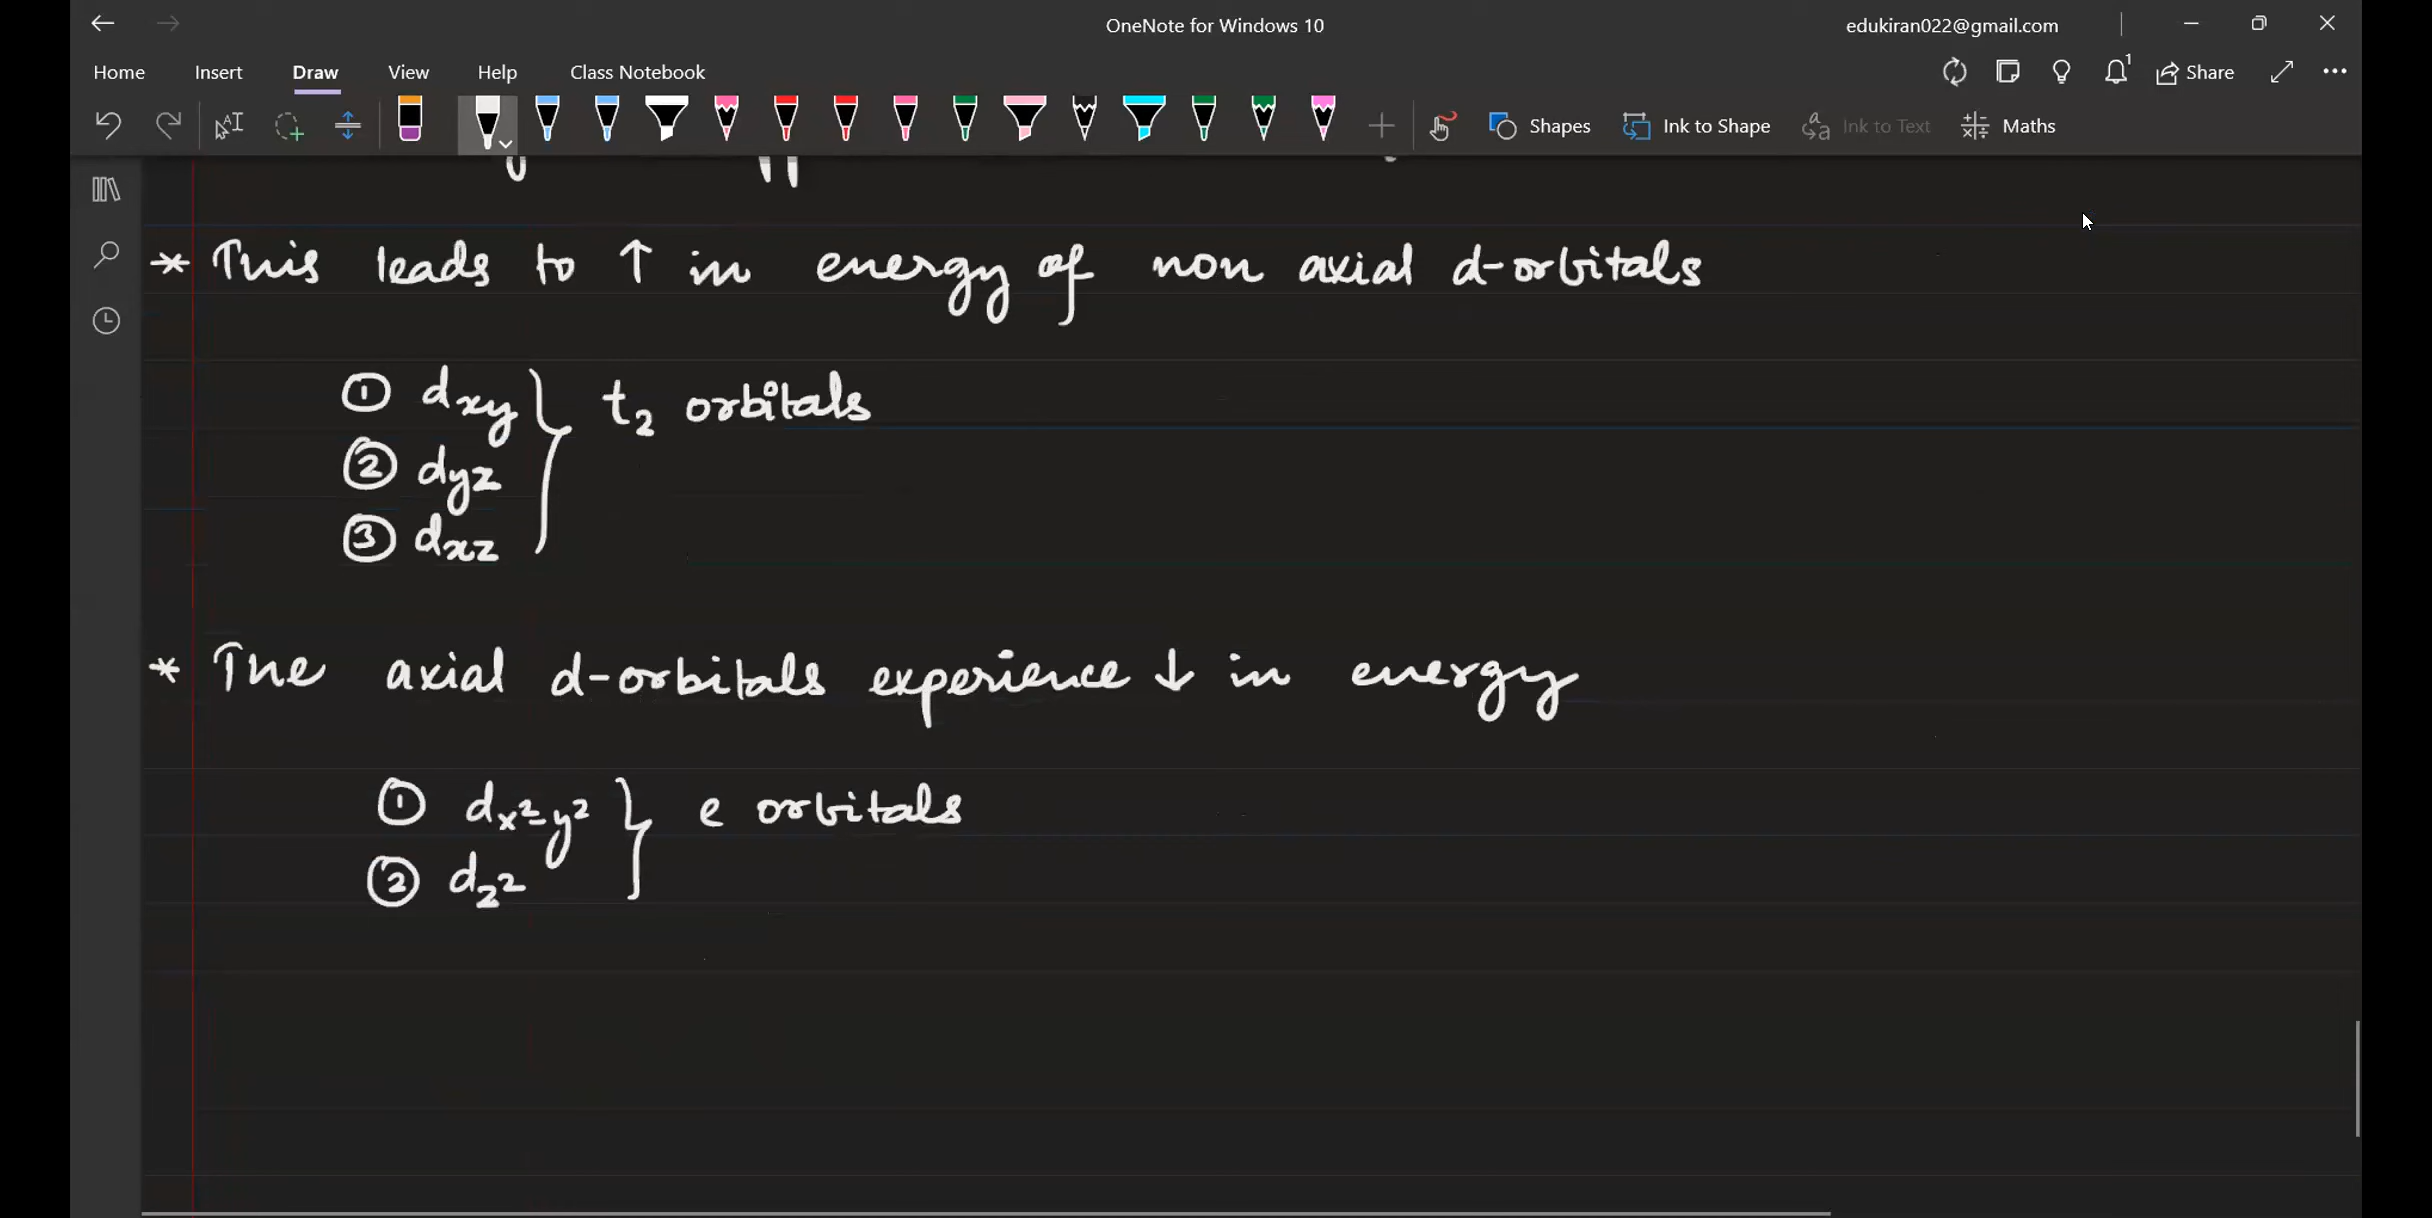 OneNote for Windows 10
edukiran022@gmail.com
Home Insert Draw View Help Class Notebook
1 Share
Shapes Ink to Shape Ink to Text Maths
* This leads to ↑ in energy of non axial d-orbitals
① dxy } t₂ orbitals
② dyz
③ dxz
* The axial d-orbitals experience ↓ in energy
① dx²-y² } e orbitals
② dz²